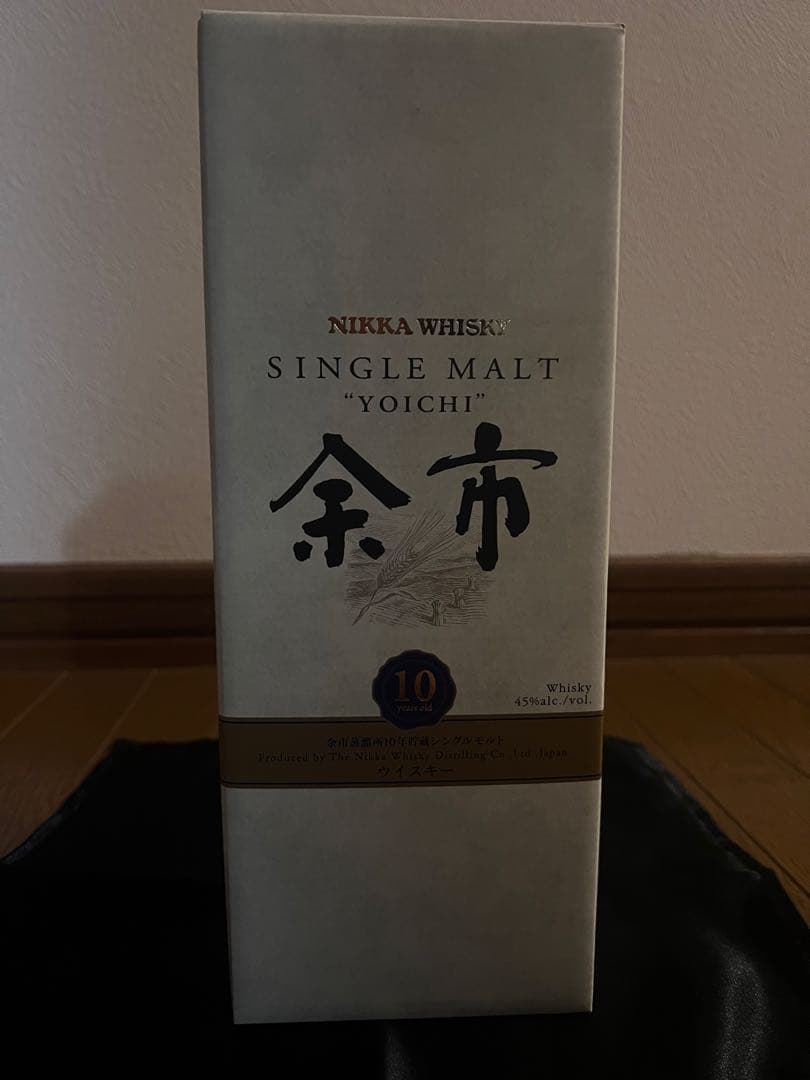 NIKKA WHISKY
SINGLE MALT
“YOICHI”
余市
10
years old
Whisky
45%alc./vol.
余市蒸溜所10年貯蔵シングルモルト
Produced by The Nikka Whisky Distilling Co.,Ltd.,Japan
ウイスキー